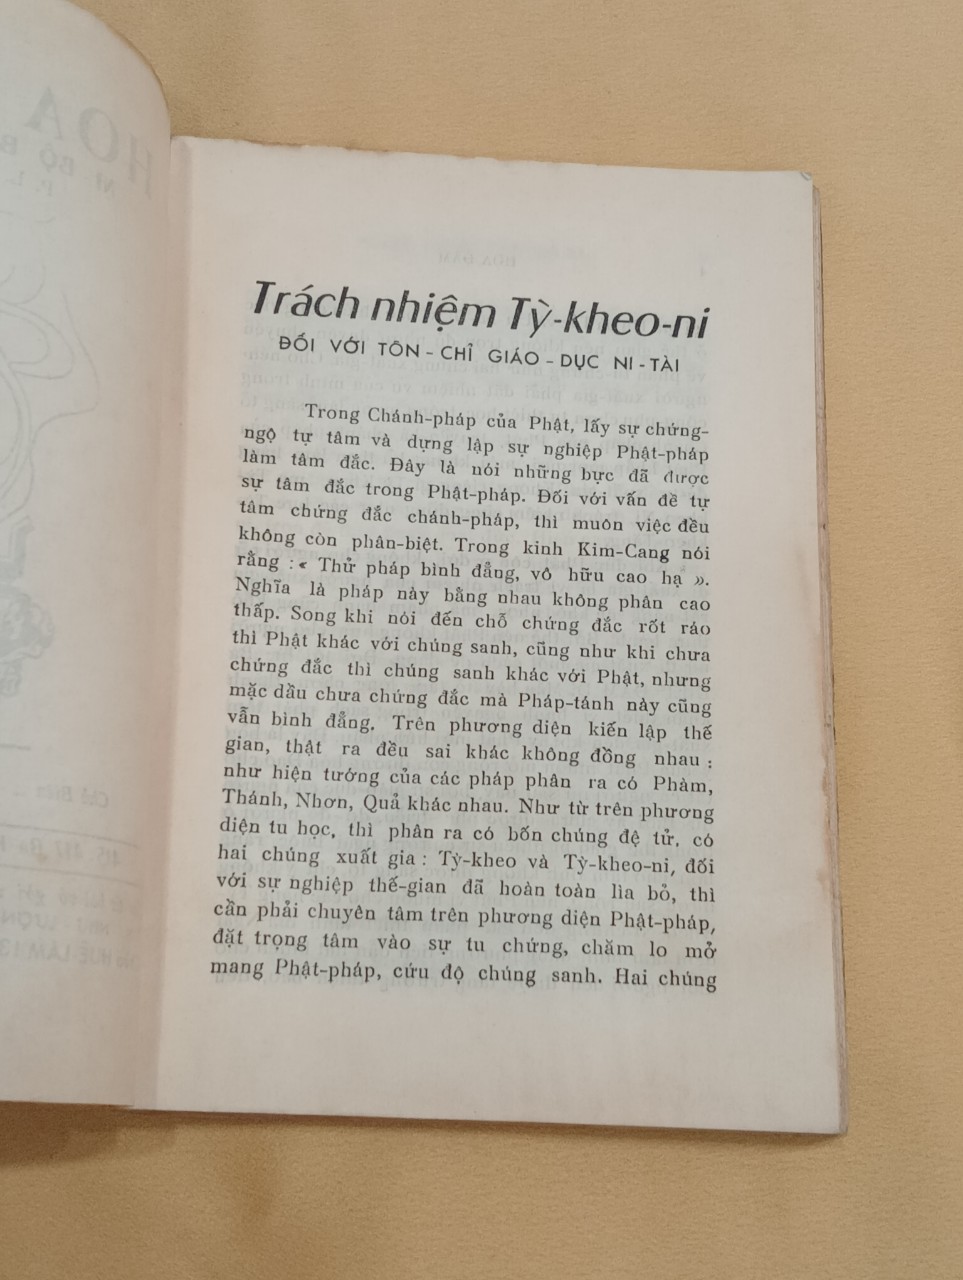 Trách nhiệm Tỳ-kheo-ni
ĐỐI VỚI TÔN-CHỈ GIÁO-DỤC NI-TÀI
Trong Chánh-pháp của Phật, lấy sự chứng-
ngộ tự tâm và dựng lập sự nghiệp Phật-pháp
làm tâm đắc. Đây là nói những bực đã được
sự tâm đắc trong Phật-pháp. Đối với vấn đề tự
tâm chứng đắc chánh-pháp, thì muôn việc đều
không còn phân-biệt. Trong kinh Kim-Cang nói
rằng : « Thử pháp bình đẳng, vô hữu cao hạ ».
Nghĩa là pháp này bằng nhau không phân cao
thấp. Song khi nói đến chỗ chứng đắc rốt ráo
thì Phật khác với chúng sanh, cũng như khi chưa
chứng đắc thì chúng sanh khác với Phật, nhưng
mặc dầu chưa chứng đắc mà Pháp-tánh này cũng
vẫn bình đẳng. Trên phương diện kiến lập thế
gian, thật ra đều sai khác không đồng nhau :
như hiện tướng của các pháp phân ra có Phàm,
Thánh, Nhơn, Quả khác nhau. Như từ trên phương
diện tu học, thì phân ra có bốn chúng đệ tử, có
hai chúng xuất gia : Tỳ-kheo và Tỳ-kheo-ni, đối
với sự nghiệp thế-gian đã hoàn toàn lìa bỏ, thì
cần phải chuyên tâm trên phương diện Phật-pháp,
đặt trọng tâm vào sự tu chứng, chăm lo mở
mang Phật-pháp, cứu độ chúng sanh. Hai chúng